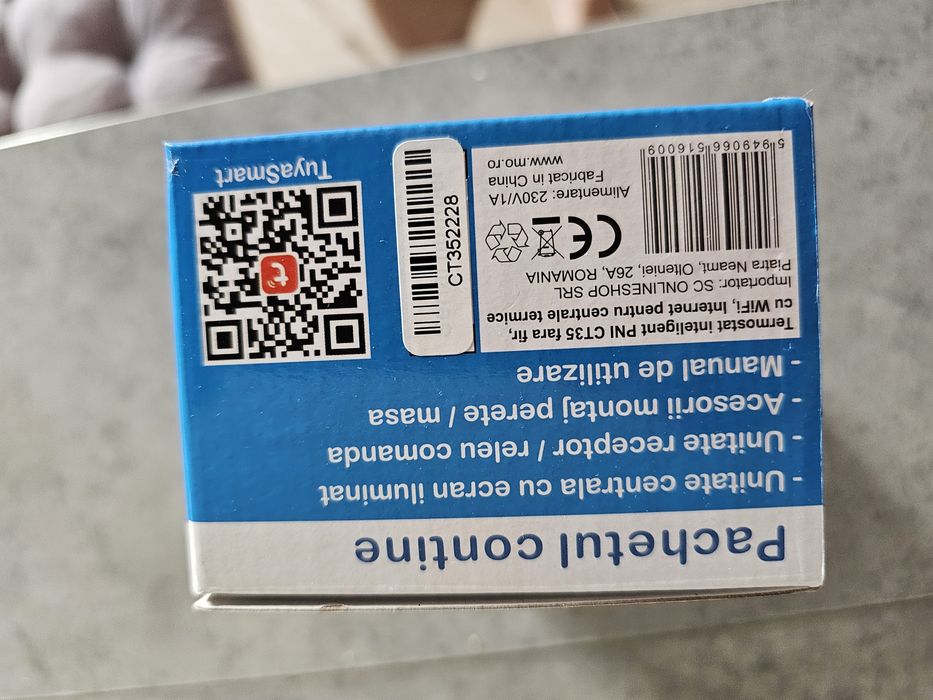 Pachetul contine
- Unitate centrala cu ecran iluminat
- Unitate receptor / releu comanda
- Acesorii montaj perete / masa
- Manual de utilizare
Termostat inteligent PNI CT35 fara fir,
cu WiFi, Internet pentru centrale termice
Importator: SC ONLINESHOP SRL
Piatra Neamt, Olteniei, 26A, ROMANIA
CE
Alimentare: 230V/1A
Fabricat in China
www.mo.ro
5 949066 516009
CT352228
TuyaSmart